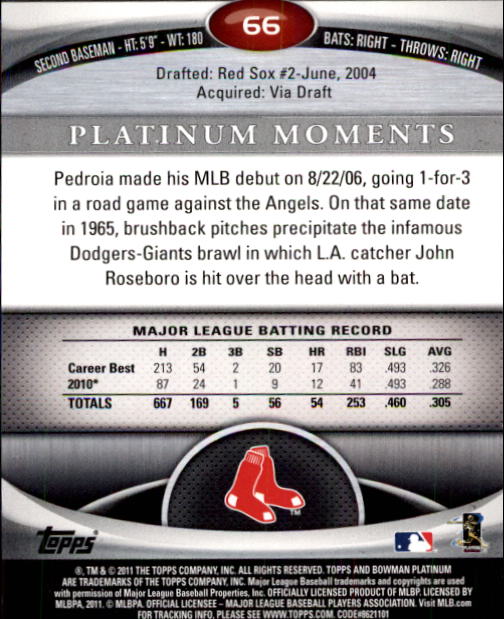 66
SECOND BASEMAN - HT: 5'9" - WT: 180
BATS: RIGHT - THROWS: RIGHT
Drafted: Red Sox #2-June, 2004
Acquired: Via Draft
PLATINUM MOMENTS
Pedroia made his MLB debut on 8/22/06, going 1-for-3
in a road game against the Angels. On that same date
in 1965, brushback pitches precipitate the infamous
Dodgers-Giants brawl in which L.A. catcher John
Roseboro is hit over the head with a bat.
MAJOR LEAGUE BATTING RECORD
H 2B 3B SB HR RBI SLG AVG
Career Best 213 54 2 20 17 83 .493 .326
2010* 87 24 1 9 12 41 .493 .288
TOTALS 667 169 5 56 54 253 .460 .305
TM
Topps
®, TM & © 2011 THE TOPPS COMPANY, INC. ALL RIGHTS RESERVED. TOPPS AND BOWMAN PLATINUM
ARE TRADEMARKS OF THE TOPPS COMPANY, INC. Major League Baseball trademarks and copyrights are used
with permission of Major League Baseball Properties, Inc. OFFICIALLY LICENSED PRODUCT OF MLBP. LICENSED BY
MLBPA, 2011. © MLBPA. OFFICIAL LICENSEE – MAJOR LEAGUE BASEBALL PLAYERS ASSOCIATION. Visit MLB.com
FOR TRACKING INFO, PLEASE SEE WWW.TOPPS.COM. CODE#8621101